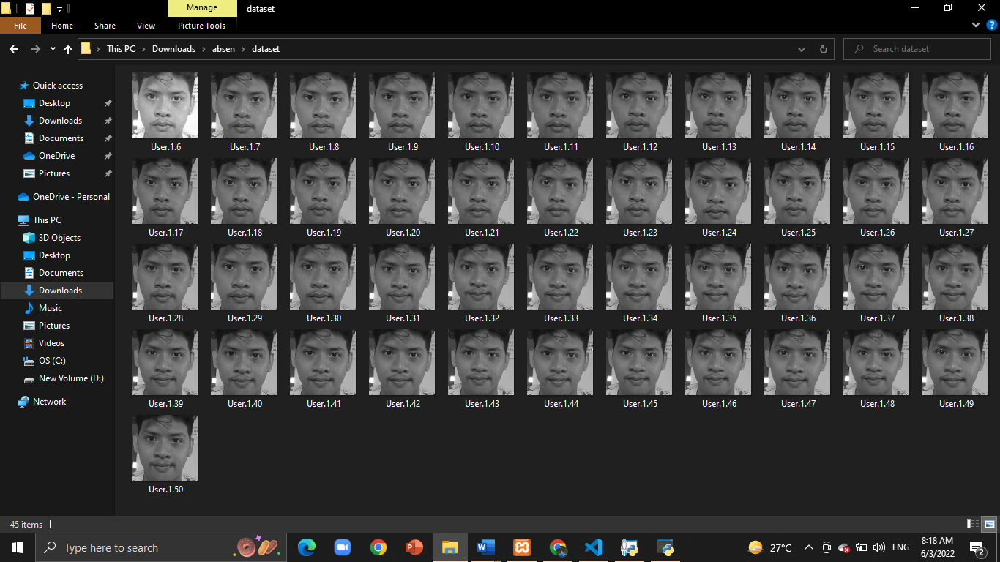 Manage
dataset
File
Home
Share
View
Picture Tools
This PC
Downloads
absen
dataset
Search dataset
Quick access
Desktop
Downloads
Documents
OneDrive
Pictures
OneDrive - Personal
This PC
3D Objects
Desktop
Documents
Downloads
Music
Pictures
Videos
OS (C:)
New Volume (D:)
Network
User.1.6 User.1.7 User.1.8 User.1.9 User.1.10 User.1.11 User.1.12 User.1.13 User.1.14 User.1.15 User.1.16
User.1.17 User.1.18 User.1.19 User.1.20 User.1.21 User.1.22 User.1.23 User.1.24 User.1.25 User.1.26 User.1.27
User.1.28 User.1.29 User.1.30 User.1.31 User.1.32 User.1.33 User.1.34 User.1.35 User.1.36 User.1.37 User.1.38
User.1.39 User.1.40 User.1.41 User.1.42 User.1.43 User.1.44 User.1.45 User.1.46 User.1.47 User.1.48 User.1.49
User.1.50
45 items
Type here to search
27°C
ENG
8:18 AM
6/3/2022
2